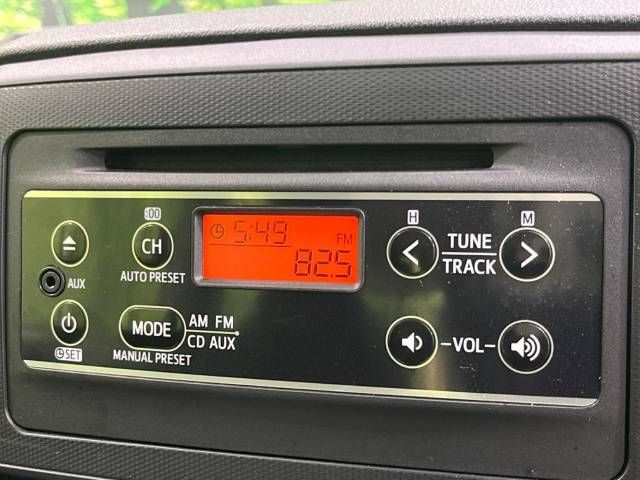 :00
H
M
5:49
FM
82.5
CH
AUTO PRESET
TUNE
TRACK
AUX
MODE
AM FM
CD AUX
MANUAL PRESET
SET
-VOL-